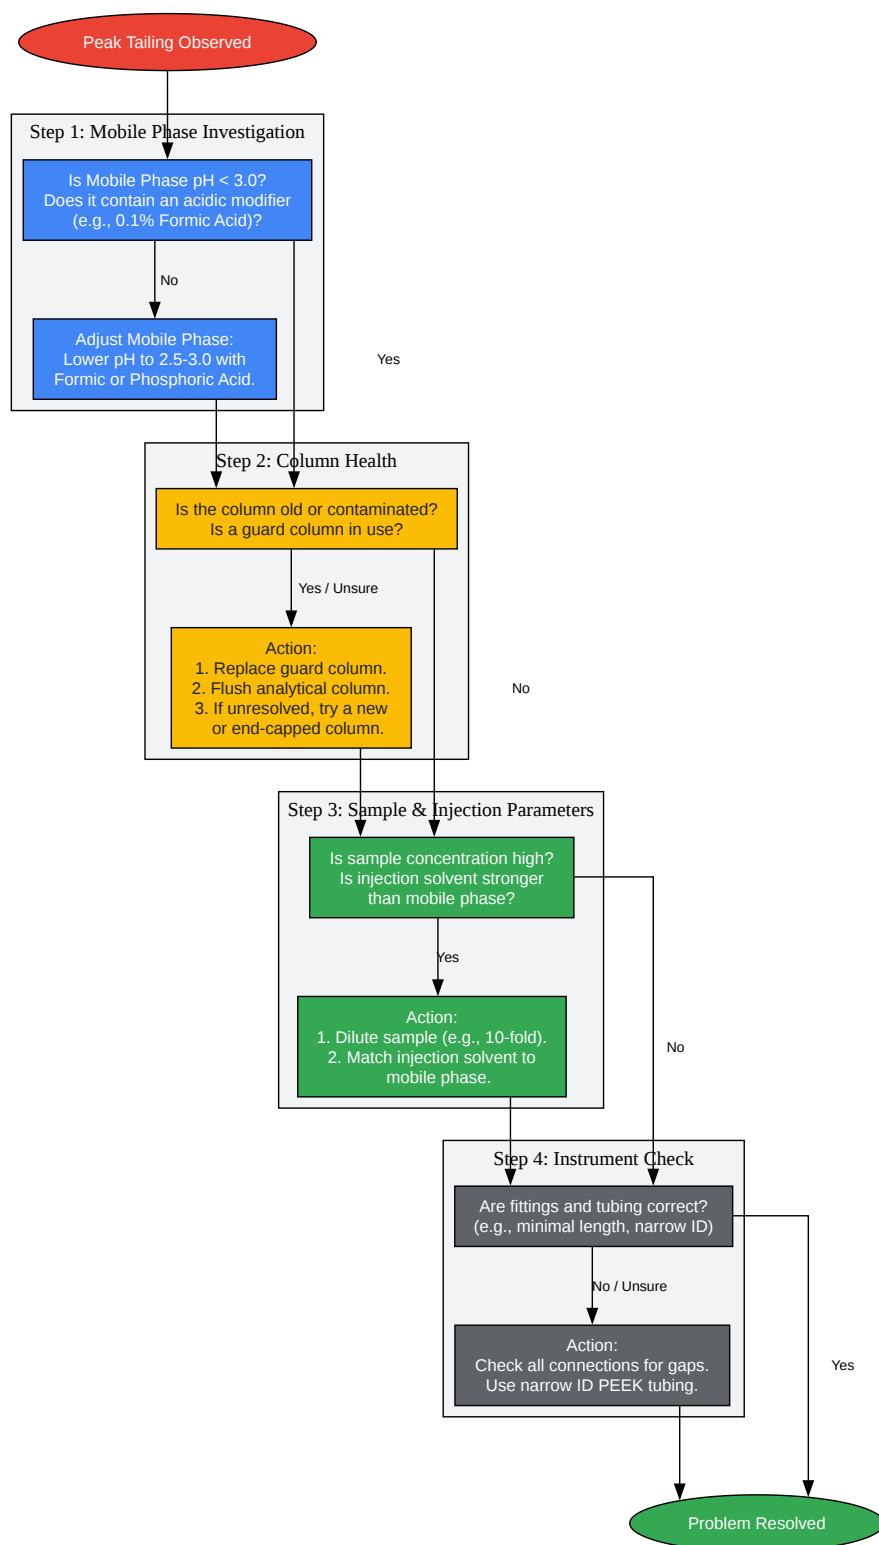 Peak Tailing Observed
Step 1: Mobile Phase Investigation
Is Mobile Phase pH < 3.0?
Does it contain an acidic modifier
(e.g., 0.1% Formic Acid)?
No
Adjust Mobile Phase:
Lower pH to 2.5-3.0 with
Formic or Phosphoric Acid.
Yes
Step 2: Column Health
Is the column old or contaminated?
Is a guard column in use?
Yes / Unsure
Action:
1. Replace guard column.
2. Flush analytical column.
3. If unresolved, try a new
or end-capped column.
No
Step 3: Sample & Injection Parameters
Is sample concentration high?
Is injection solvent stronger
than mobile phase?
Yes
Action:
1. Dilute sample (e.g., 10-fold).
2. Match injection solvent to
mobile phase.
No
Step 4: Instrument Check
Are fittings and tubing correct?
(e.g., minimal length, narrow ID)
No / Unsure
Action:
Check all connections for gaps.
Use narrow ID PEEK tubing.
Yes
Problem Resolved